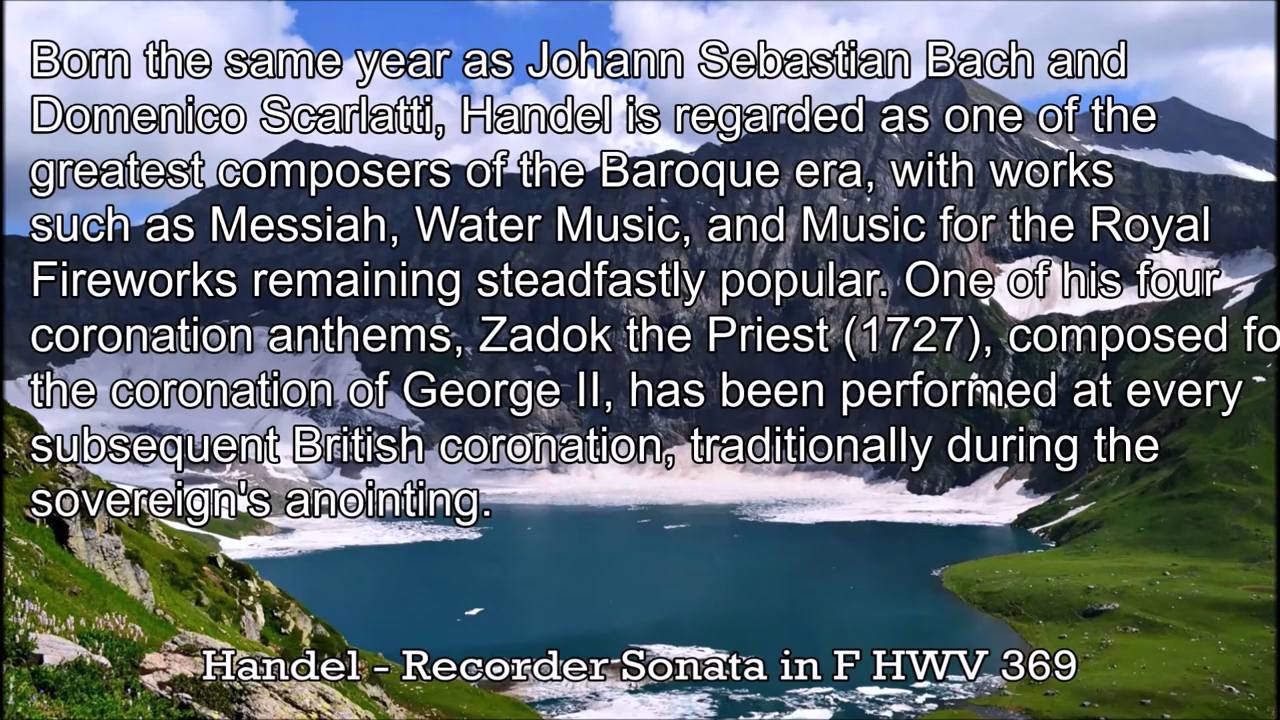 Born the same year as Johann Sebastian Bach and
Domenico Scarlatti, Handel is regarded as one of the
greatest composers of the Baroque era, with works
such as Messiah, Water Music, and Music for the Royal
Fireworks remaining steadfastly popular. One of his four
coronation anthems, Zadok the Priest (1727), composed fo
the coronation of George II, has been performed at every
subsequent British coronation, traditionally during the
sovereign's anointing.
Handel - Recorder Sonata in F HWV 369